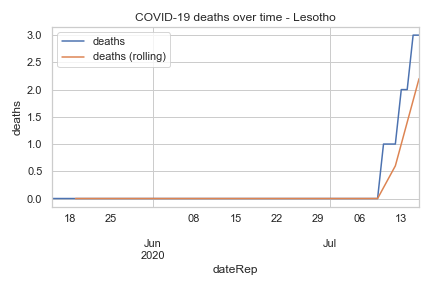 COVID-19 deaths over time - Lesotho
deaths
deaths (rolling)
3.0
2.5
2.0
1.5
1.0
0.5
0.0
deaths
18 25 08 15 22 29 06 13
Jun Jul
2020
dateRep